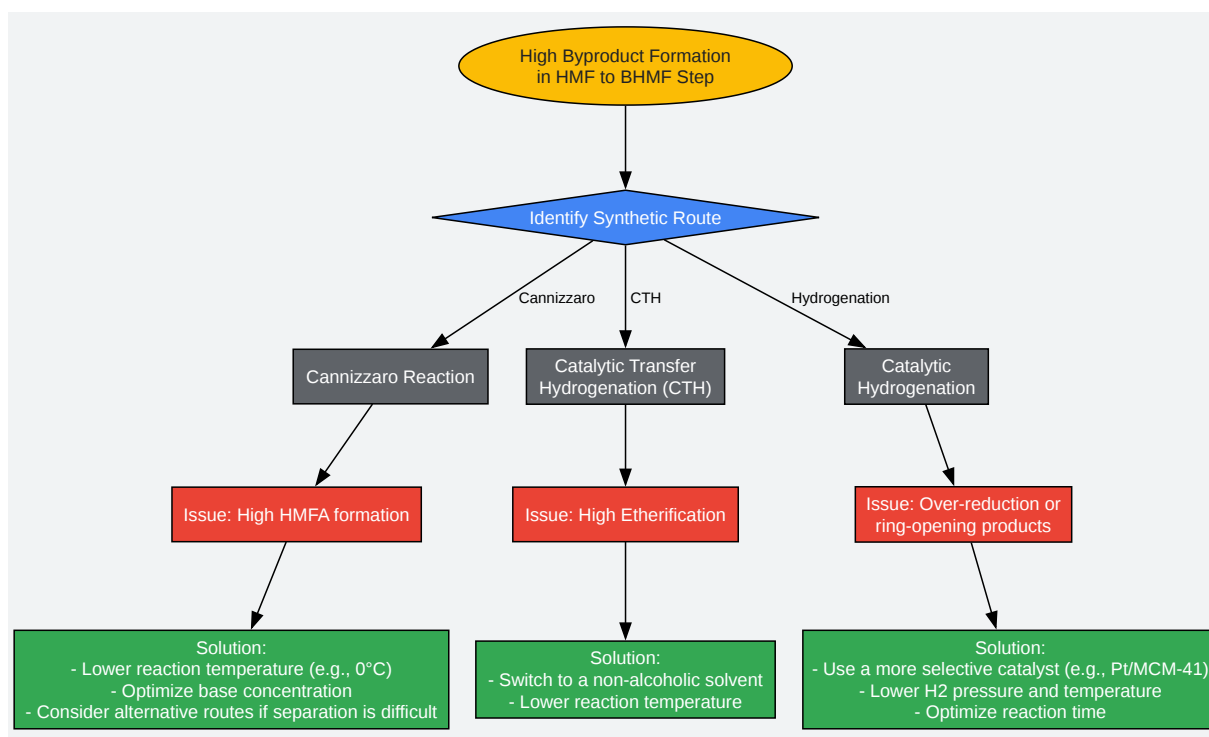 High Byproduct Formation
in HMF to BHMF Step
Identify Synthetic Route
Cannizzaro
CTH
Hydrogenation
Cannizzaro Reaction
Catalytic Transfer
Hydrogenation (CTH)
Catalytic
Hydrogenation
Issue: High HMFA formation
Issue: High Etherification
Issue: Over-reduction or
ring-opening products
Solution:
- Lower reaction temperature (e.g., 0°C)
- Optimize base concentration
- Consider alternative routes if separation is difficult
Solution:
- Switch to a non-alcoholic solvent
- Lower reaction temperature
Solution:
- Use a more selective catalyst (e.g., Pt/MCM-41)
- Lower H2 pressure and temperature
- Optimize reaction time